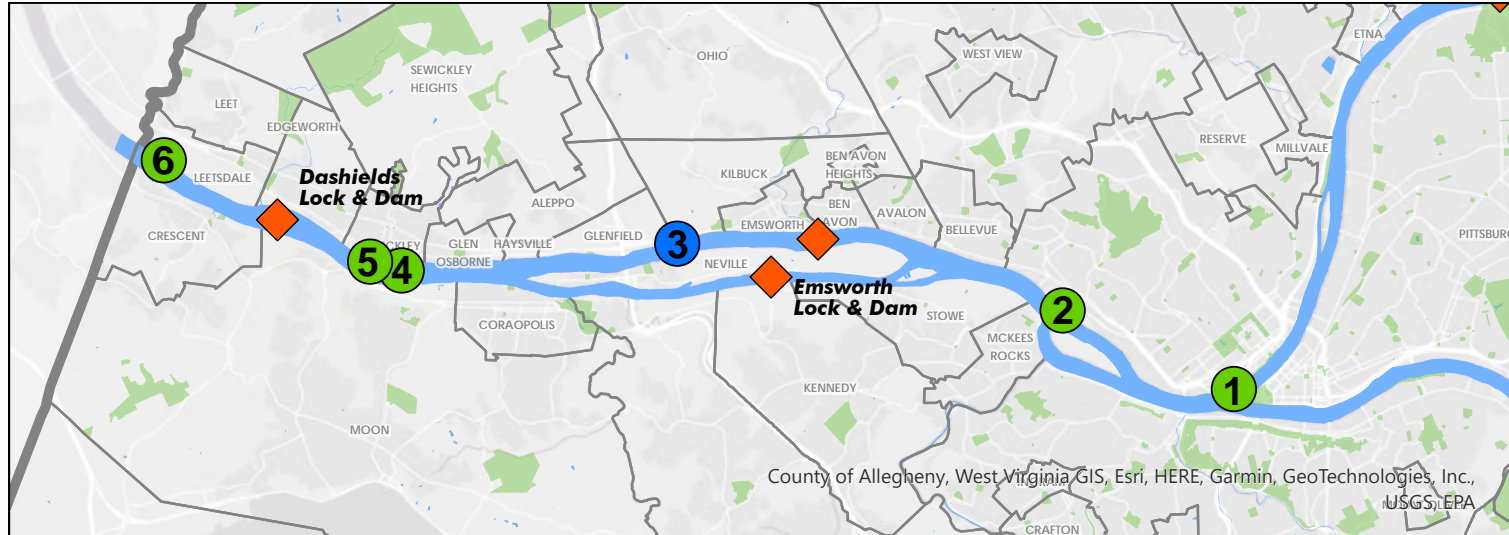 ETNA
WEST VIEW
OHIO
SEWICKLEY
HEIGHTS
LEET
EDGEWORTH
RESERVE
MILLVALE
BEN AVON
HEIGHTS
6
LEETSDALE
Dashields
Lock & Dam
KILBUCK
ALEPPO
BEN
AVON
AVALON
EMSWORTH
BELLEVUE
PITTSBURG
CRESCENT
GLENFIELD
3
GLEN
OSBORNE
HAYSVILLE
CKLEY
5
4
NEVILLE
Emsworth
Lock & Dam
2
STOWE
CORAOPOLIS
MCKEES
ROCKS
KENNEDY
1
MOON
County of Allegheny, West Virginia GIS, Esri, HERE, Garmin, GeoTechnologies, Inc.,
USGS, EPA
INGRAM
CRAFTON